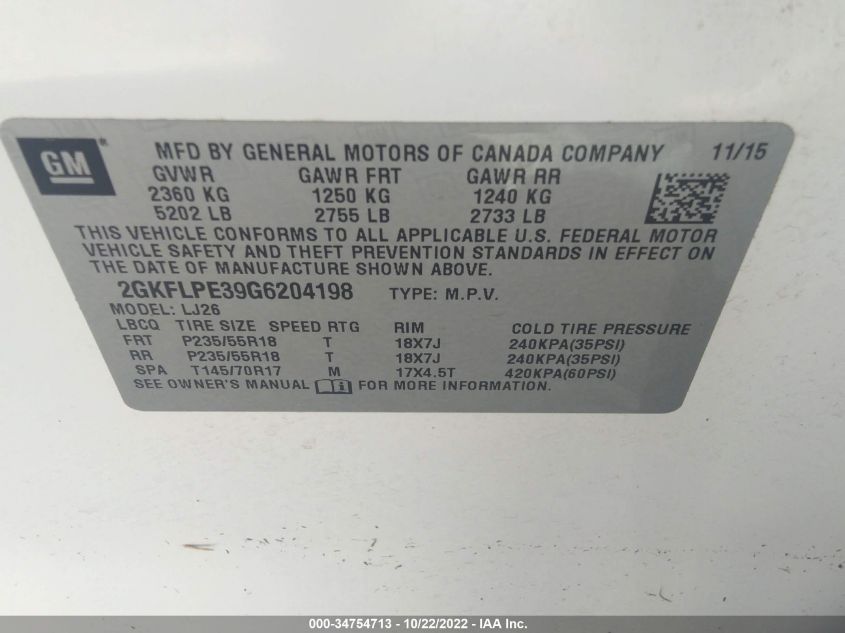 GM ® MFD BY GENERAL MOTORS OF CANADA COMPANY 11/15
GVWR GAWR FRT GAWR RR
2360 KG 1250 KG 1240 KG
5202 LB 2755 LB 2733 LB
THIS VEHICLE CONFORMS TO ALL APPLICABLE U.S. FEDERAL MOTOR
VEHICLE SAFETY AND THEFT PREVENTION STANDARDS IN EFFECT ON
THE DATE OF MANUFACTURE SHOWN ABOVE.
2GKFLPE39G6204198 TYPE: M.P.V.
MODEL: LJ26
LBCQ TIRE SIZE SPEED RTG RIM COLD TIRE PRESSURE
FRT P235/55R18 T 18X7J 240KPA(35PSI)
RR P235/55R18 T 18X7J 240KPA(35PSI)
SPA T145/70R17 M 17X4.5T 420KPA(60PSI)
SEE OWNER'S MANUAL FOR MORE INFORMATION.
000-34754713 - 10/22/2022 - IAA Inc.